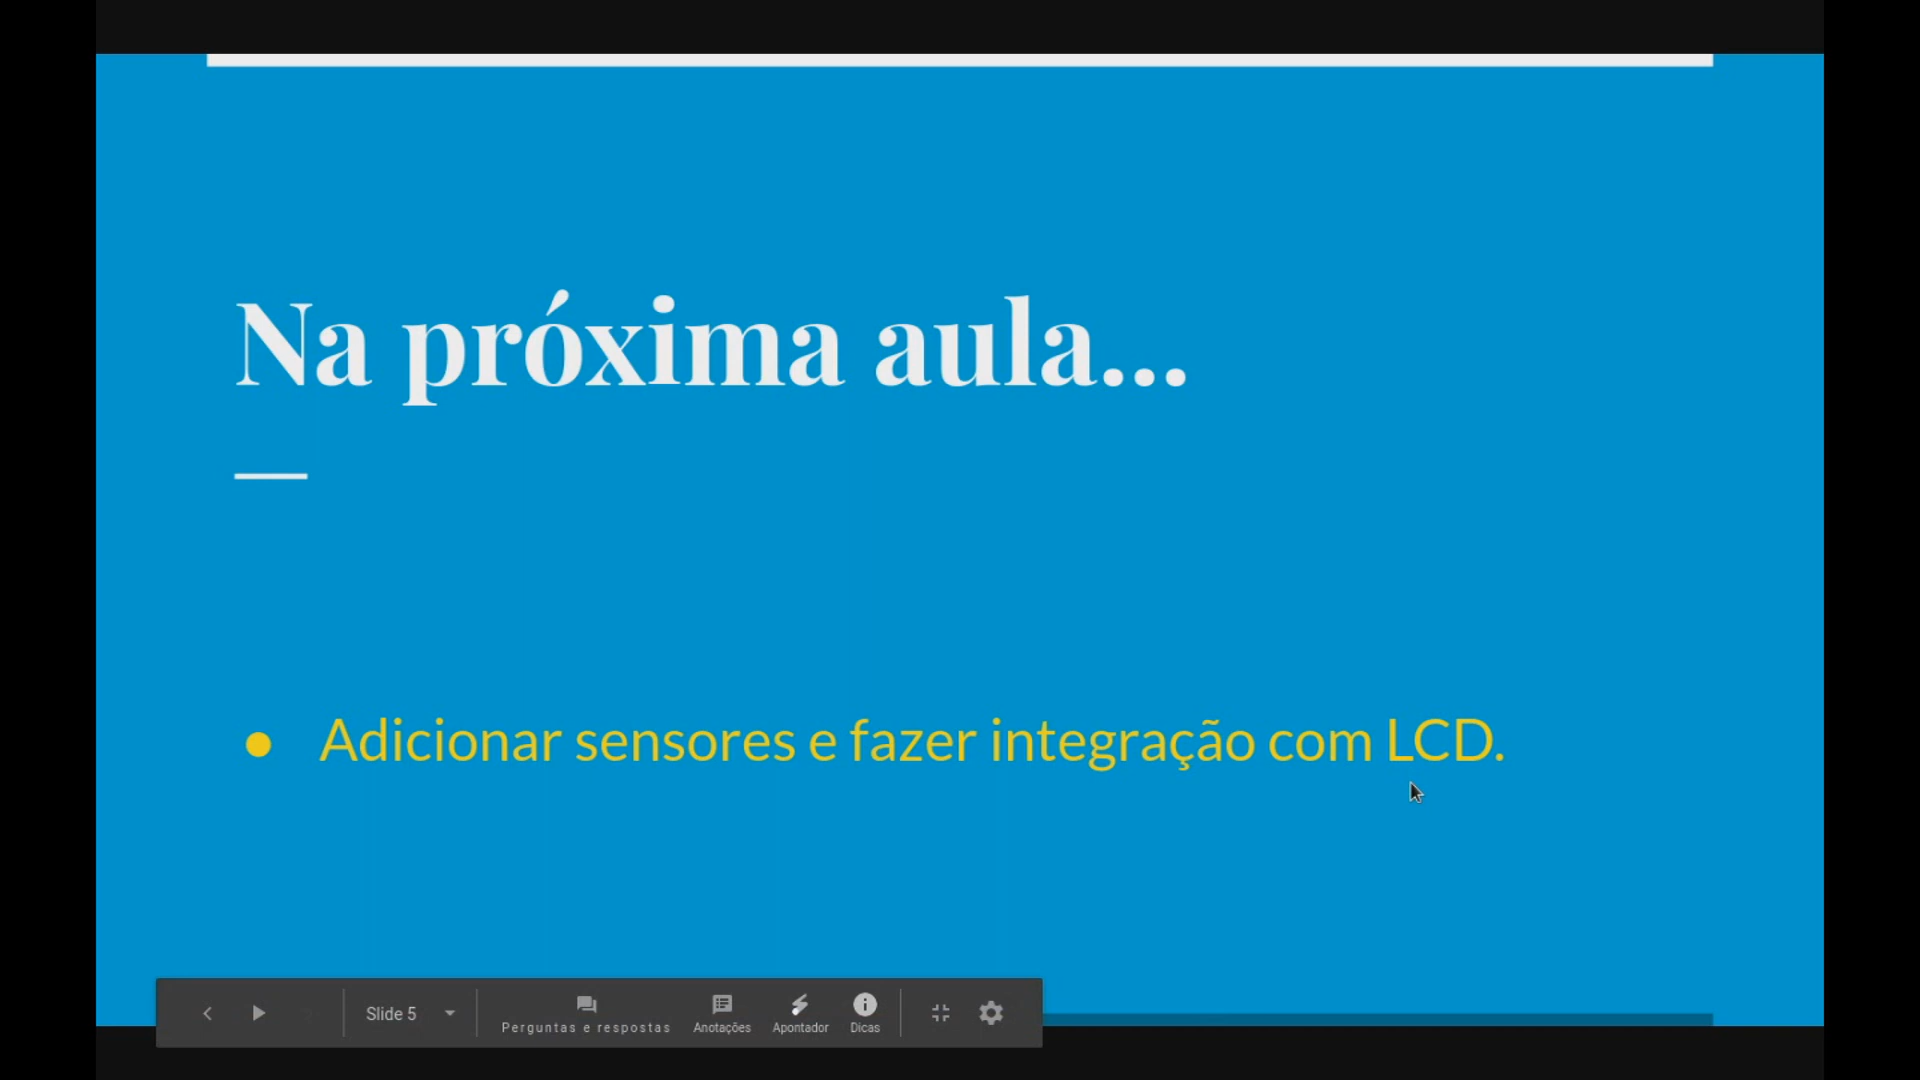 Na próxima aula...
● Adicionar sensores e fazer integração com LCD.
Slide 5
Perguntas e respostas
Anotações
Apontador
Dicas